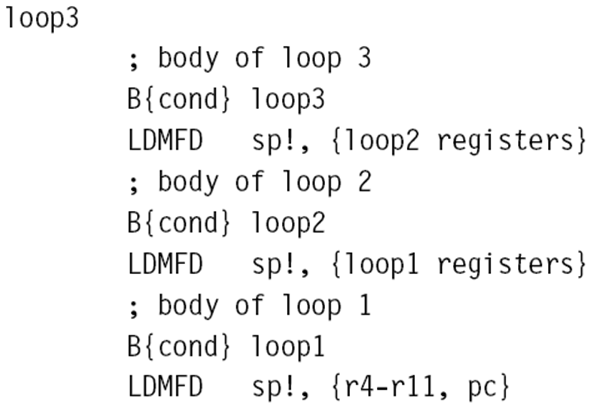 loop3
; body of loop 3
B{cond} loop3
LDMFD sp!, {loop2 registers}
; body of loop 2
B{cond} loop2
LDMFD sp!, {loop1 registers}
; body of loop 1
B{cond} loop1
LDMFD sp!, {r4-r11, pc}